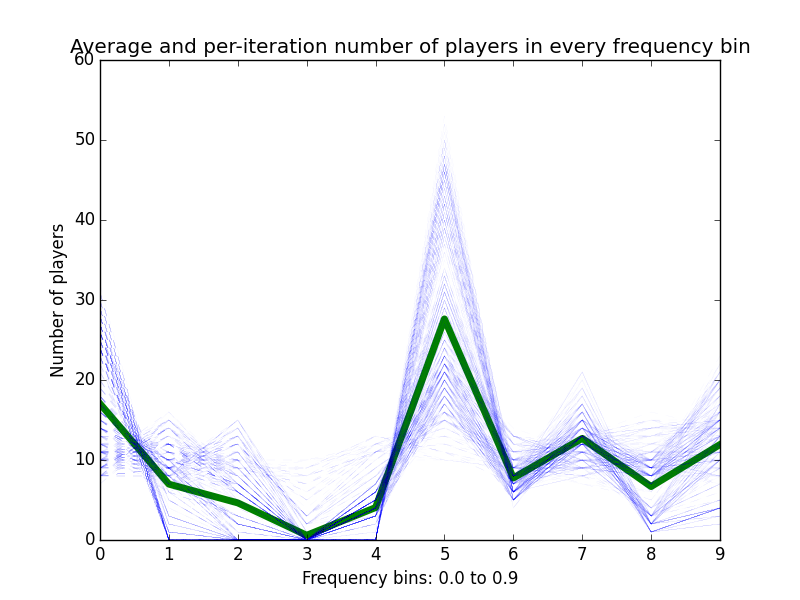 Average and per-iteration number of players in every frequency bin
60
50
40
30
20
10
0
Number of players
0 1 2 3 4 5 6 7 8 9
Frequency bins: 0.0 to 0.9